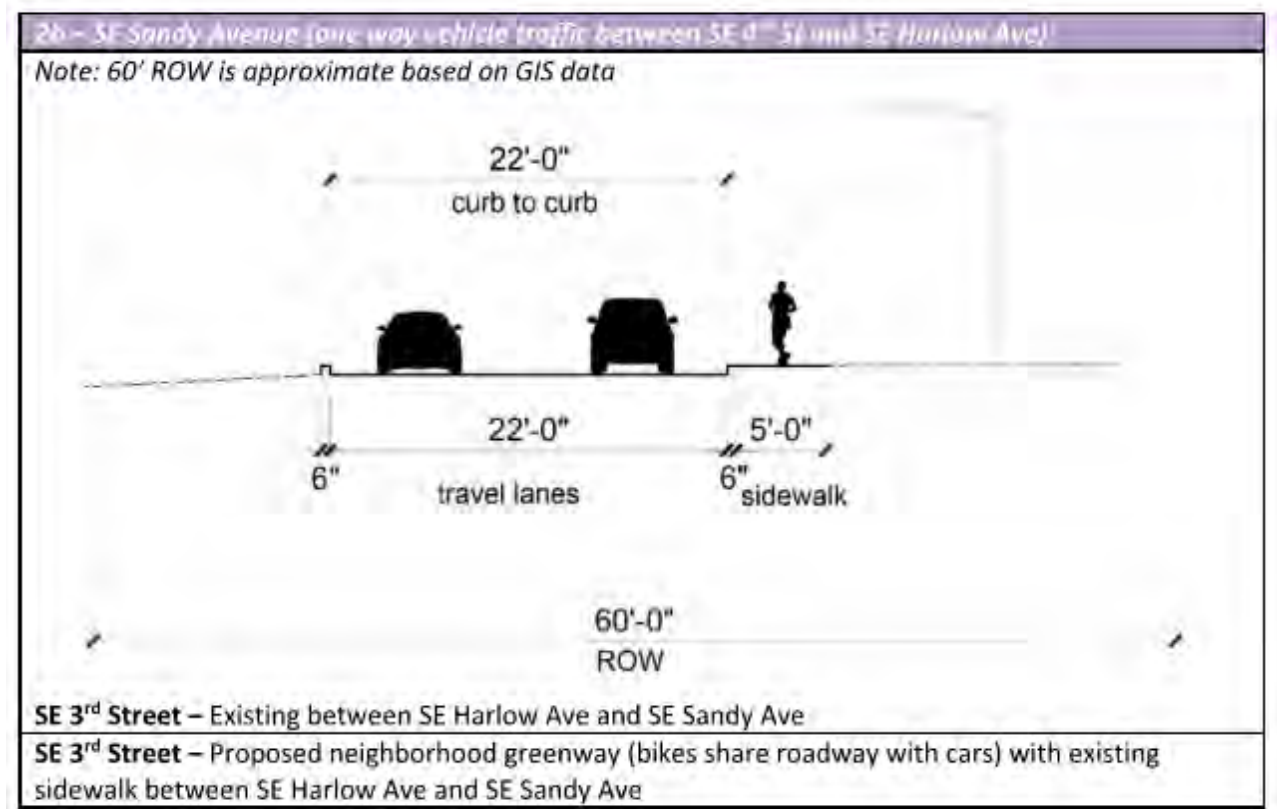 2b – SE Sandy Avenue (one way vehicle traffic between SE 4th St and SE Harlow Ave)
Note: 60' ROW is approximate based on GIS data
22'-0"
curb to curb
22'-0" 5'-0"
6" 6"
travel lanes sidewalk
60'-0"
ROW
SE 3rd Street – Existing between SE Harlow Ave and SE Sandy Ave
SE 3rd Street – Proposed neighborhood greenway (bikes share roadway with cars) with existing
sidewalk between SE Harlow Ave and SE Sandy Ave